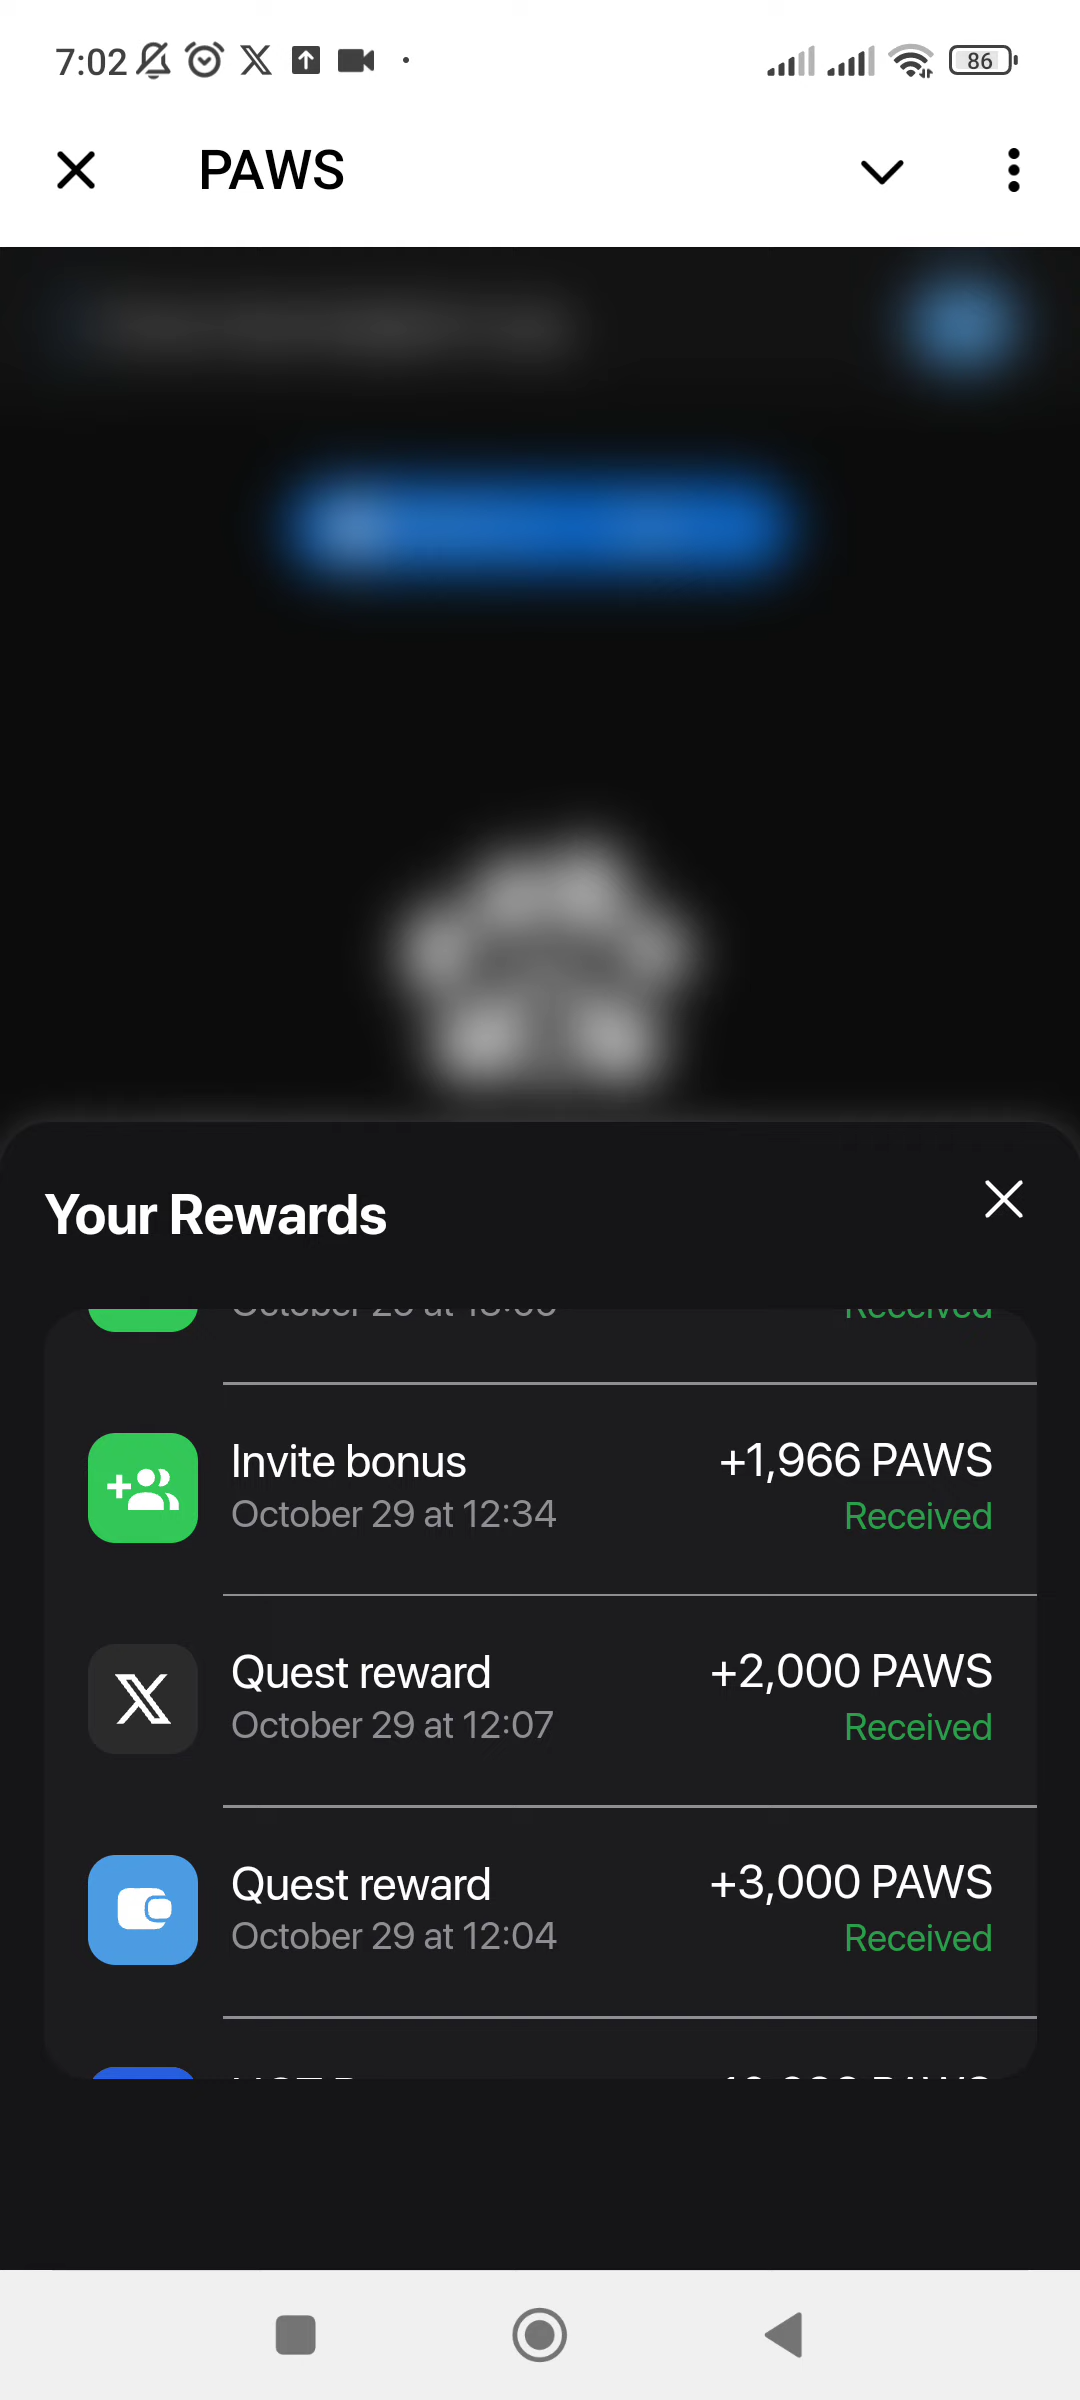 7:02
86
PAWS
Your Rewards
Received
Invite bonus
+1,966 PAWS
October 29 at 12:34
Received
Quest reward
+2,000 PAWS
October 29 at 12:07
Received
Quest reward
+3,000 PAWS
October 29 at 12:04
Received